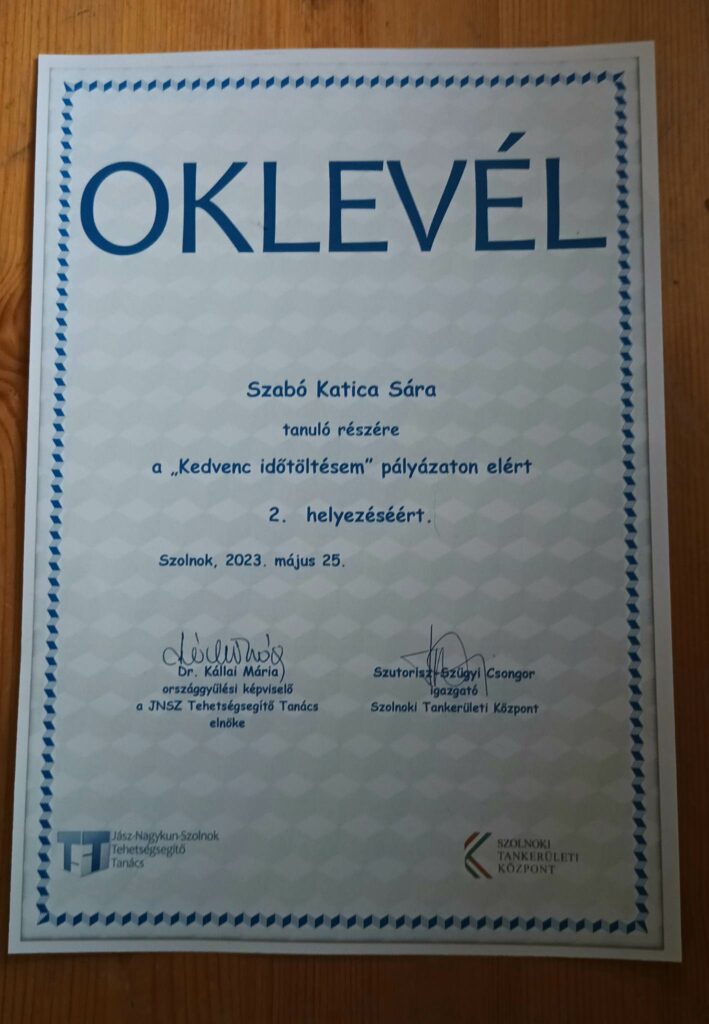 OKLEVÉL
Szabó Katica Sára
tanuló részére
a „Kedvenc időtöltésem” pályázaton elért
2. helyezéséért.
Szolnok, 2023. május 25.
Dr. Kállai Mária
országgyűlési képviselő
a JNSZ Tehetségsegítő Tanács
elnöke
Szutorisz-Szügyi Csongor
igazgató
Szolnoki Tankerületi Központ
Jász-Nagykun-Szolnok
Tehetségsegítő
Tanács
SZOLNOKI
TANKERÜLETI
KÖZPONT